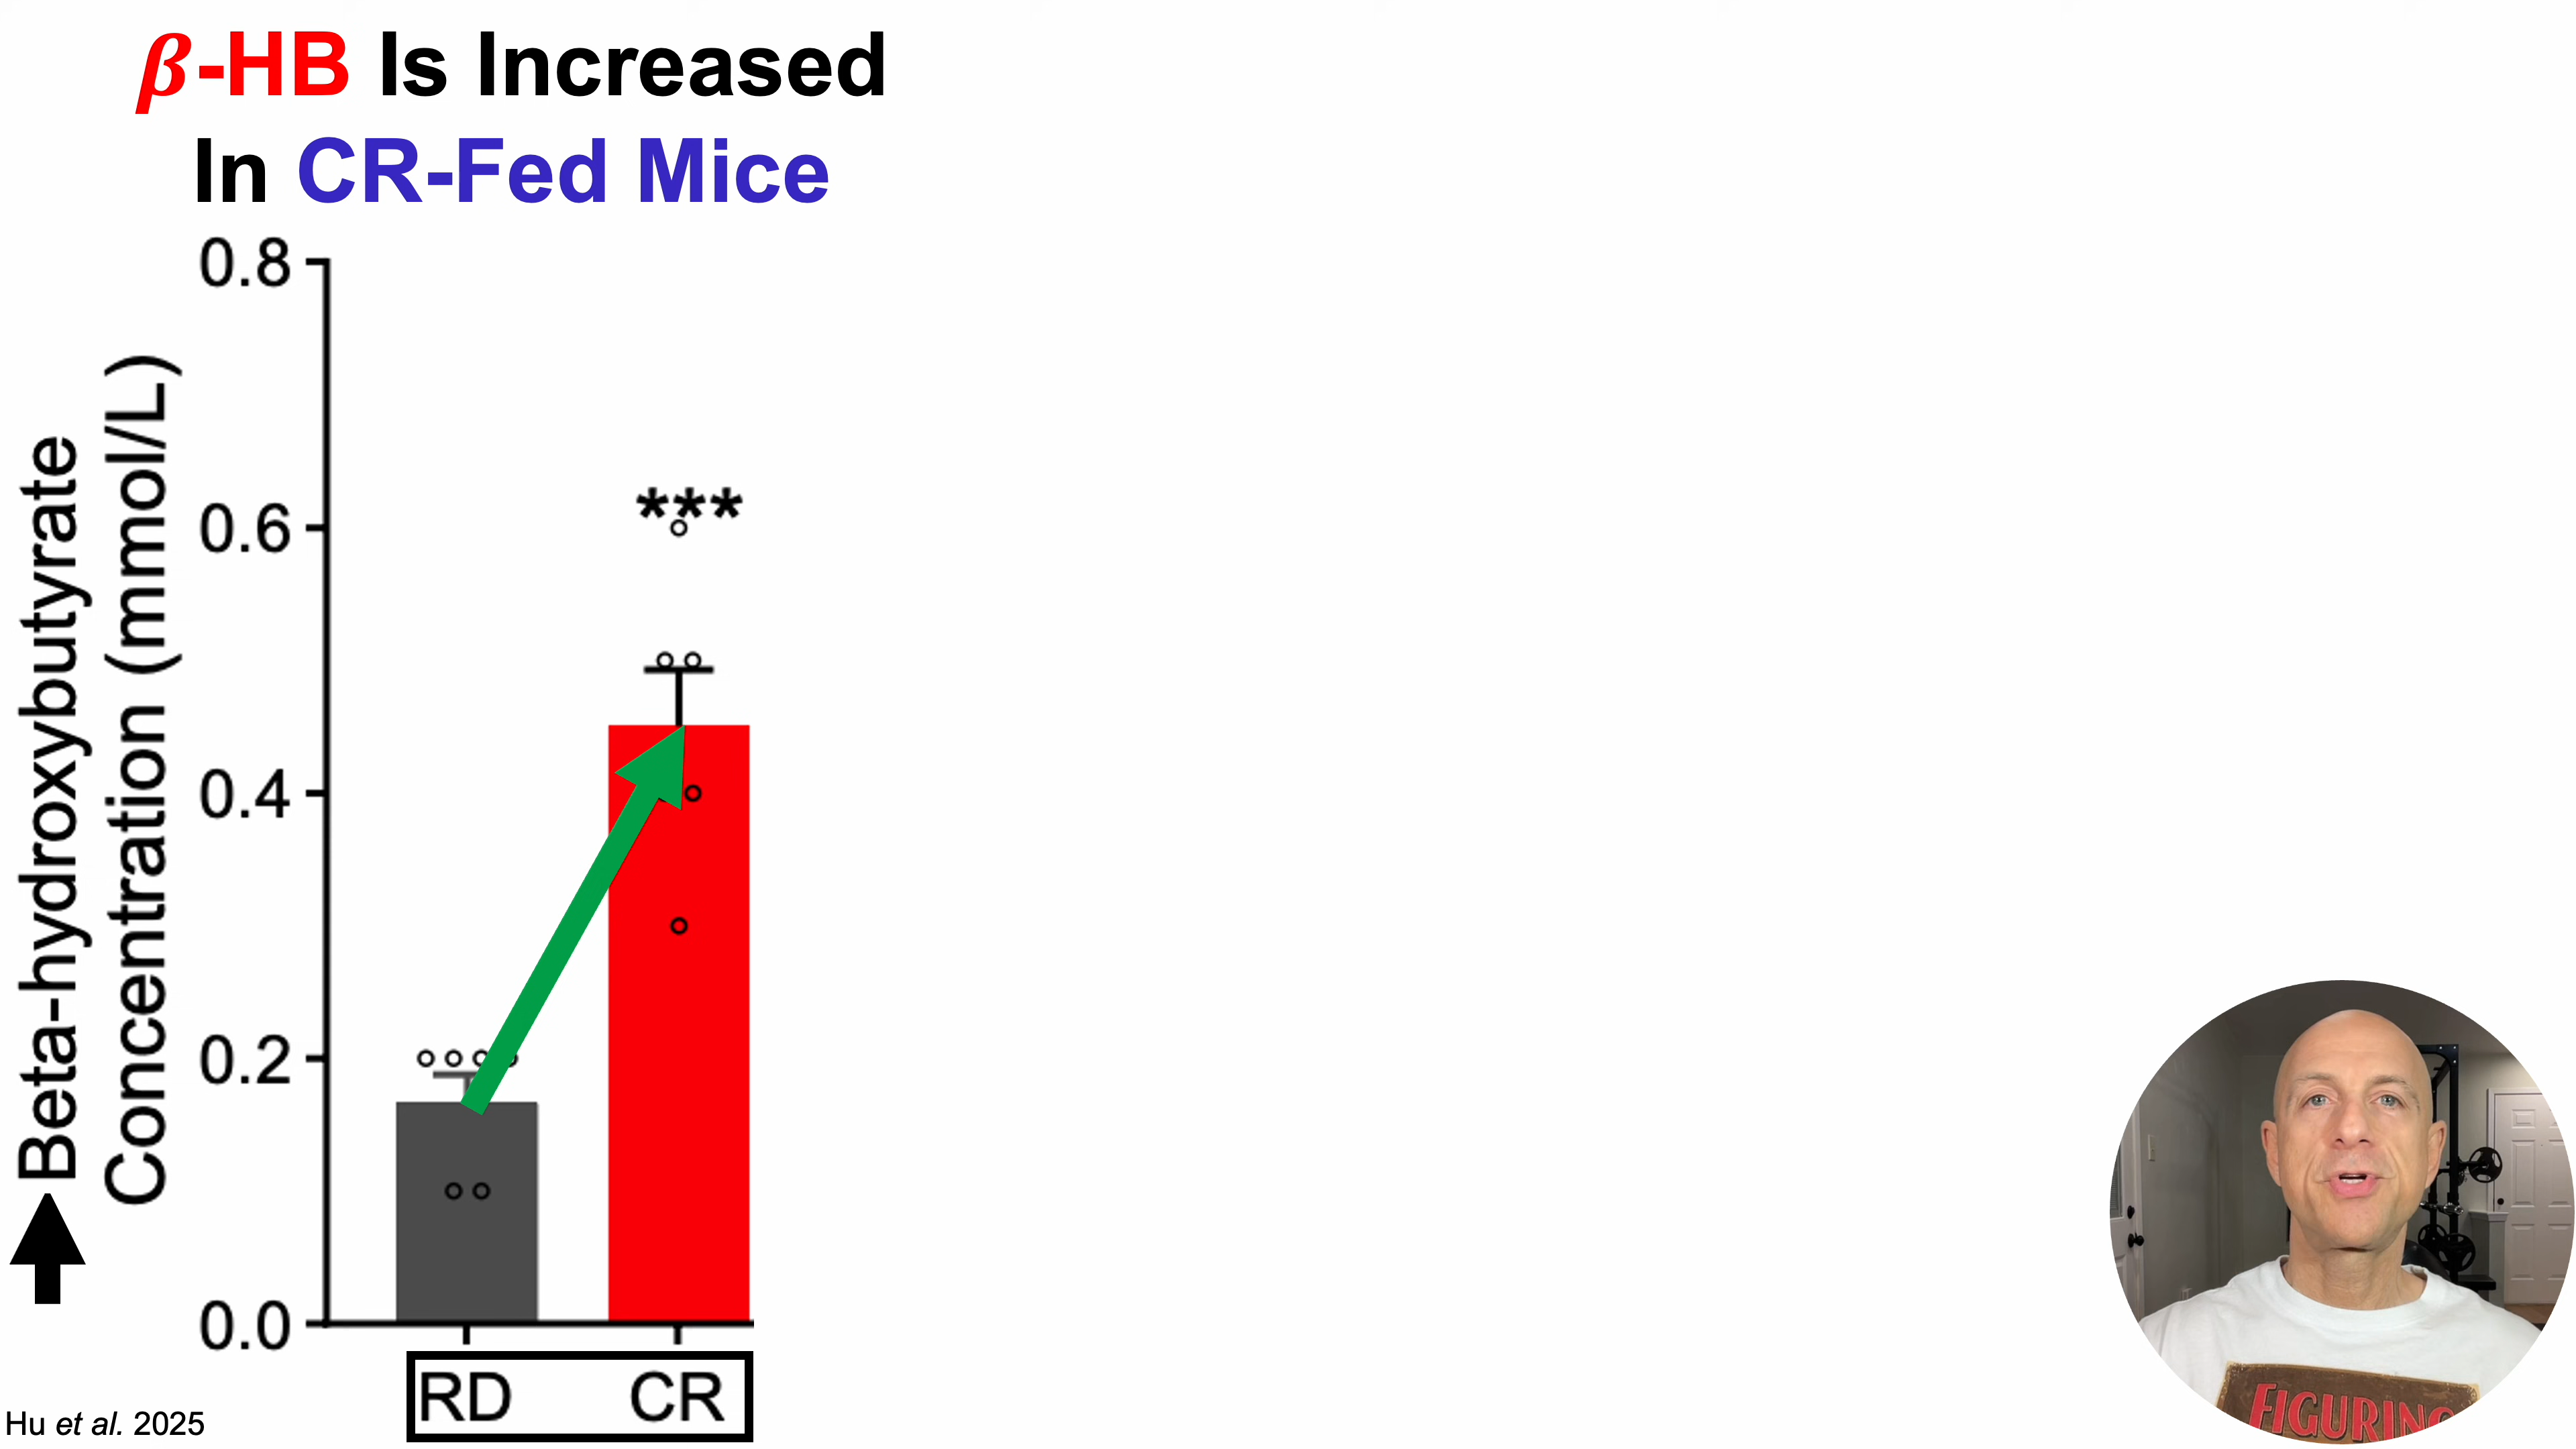 β-HB Is Increased
In CR-Fed Mice
Beta-hydroxybutyrate
Concentration (mmol/L)
0.8
0.6
0.4
0.2
0.0
***
RD CR
Hu et al. 2025
FIGURING